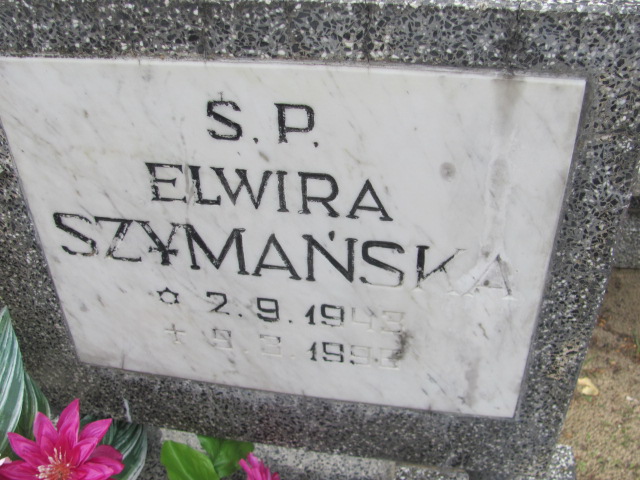 S.P.
ELWIRA
SZYMAŃSKA
✡ 2.9.1943